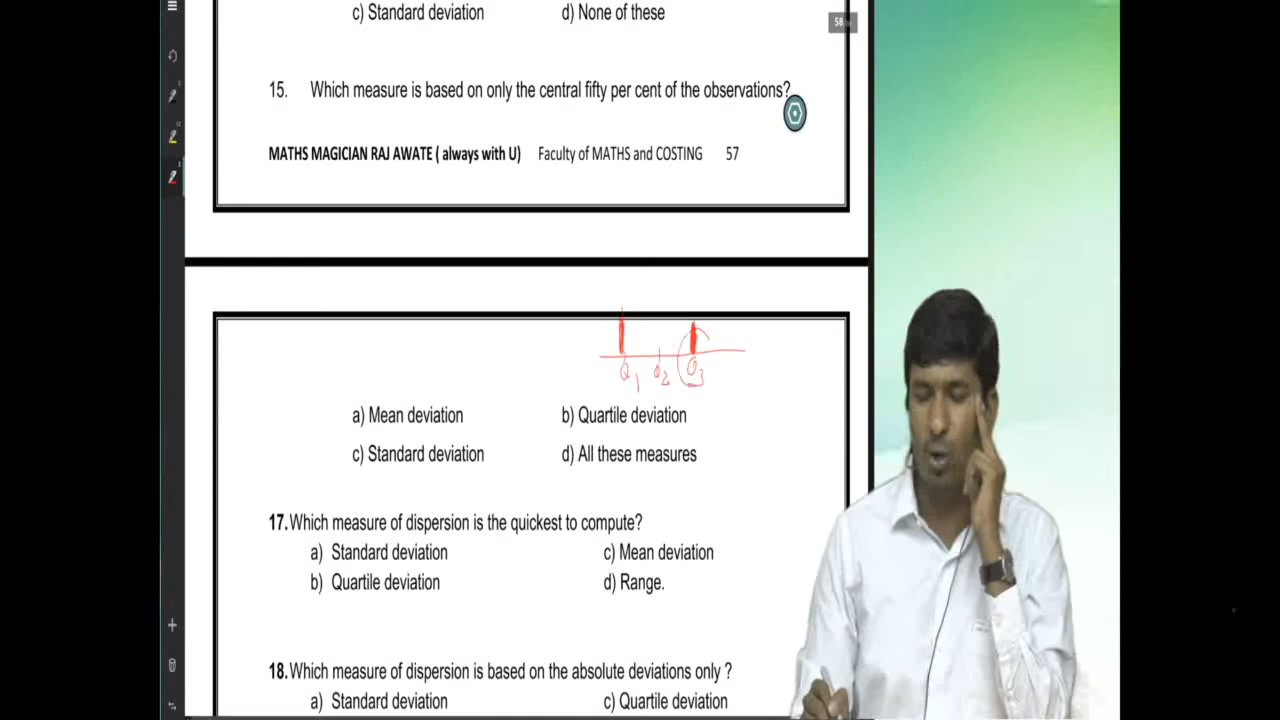 c) Standard deviation d) None of these
58
15. Which measure is based on only the central fifty per cent of the observations?
MATHS MAGICIAN RAJ AWATE ( always with U) Faculty of MATHS and COSTING 57
Q1 Q2 Q3
a) Mean deviation b) Quartile deviation
c) Standard deviation d) All these measures
17. Which measure of dispersion is the quickest to compute?
a) Standard deviation c) Mean deviation
b) Quartile deviation d) Range.
18. Which measure of dispersion is based on the absolute deviations only ?
a) Standard deviation c) Quartile deviation